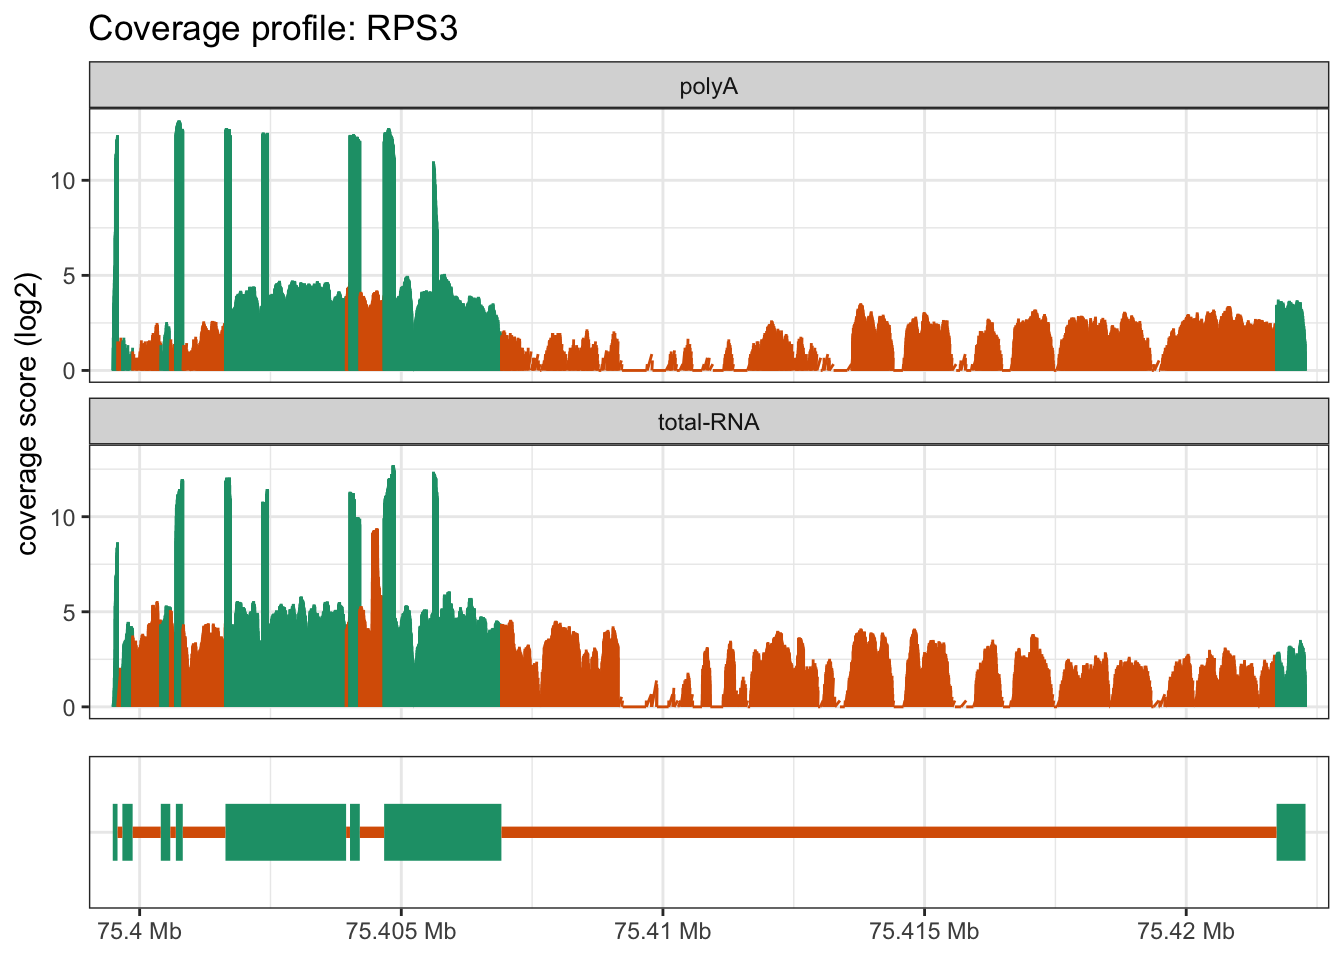 Coverage profile: RPS3
polyA
10
5
0
coverage score (log2)
total-RNA
10
5
0
75.4 Mb 75.405 Mb 75.41 Mb 75.415 Mb 75.42 Mb